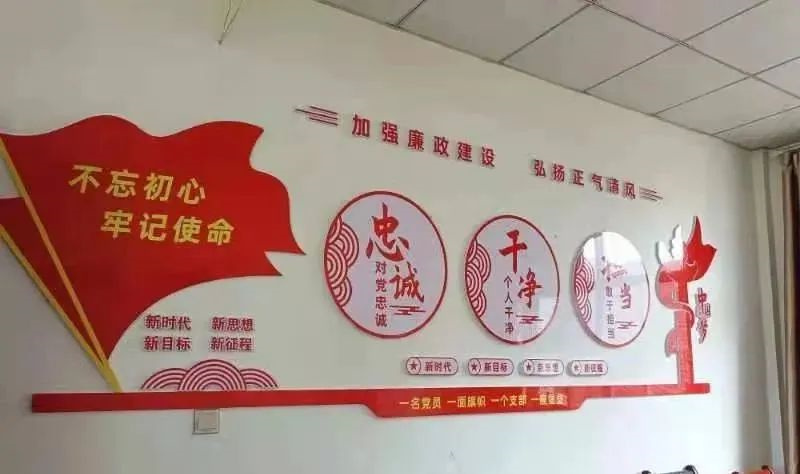 加强廉政建设 弘扬正气清风
不忘初心
牢记使命
忠诚
对党忠诚
干净
个人干净
担当
敢于担当
中国梦
新时代 新思想
新目标 新征程
新时代 新目标 新思想 新征程
一名党员 一面旗帜 一个支部 一座堡垒